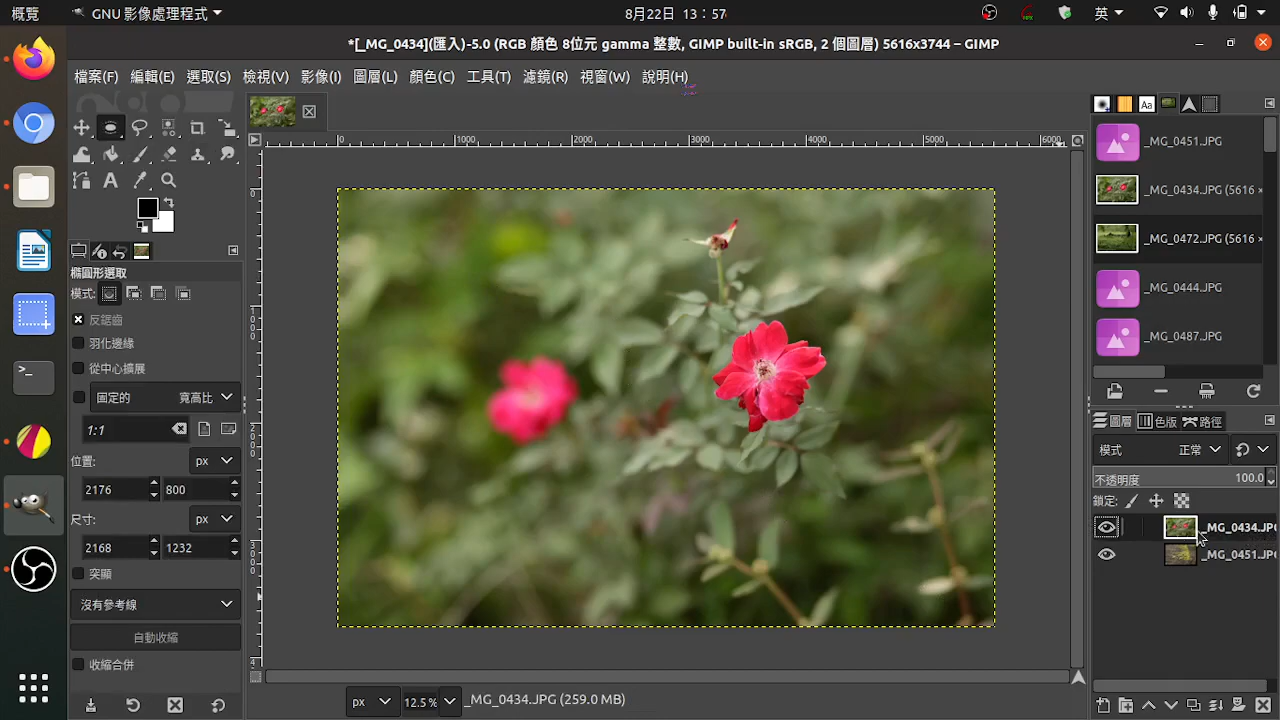 概覽 GNU 影像處理程式 8月22日 13：57 英
*[_MG_0434](匯入)-5.0 (RGB 顏色 8位元 gamma 整數, GIMP built-in sRGB, 2 個圖層) 5616x3744 – GIMP
檔案(F) 編輯(E) 選取(S) 檢視(V) 影像(I) 圖層(L) 顏色(C) 工具(T) 濾鏡(R) 視窗(W) 說明(H)
Aa
0 1000 2000 3000 4000 5000 6000
_MG_0451.JPG
_MG_0434.JPG (5616 ×
_MG_0472.JPG (5616 ×
_MG_0444.JPG
_MG_0487.JPG
橢圓形選取
模式:
反鋸齒
羽化邊緣
從中心擴展
固定的 寬高比
1:1
位置: px
2176 800
尺寸: px
2168 1232
突顯
沒有參考線
自動收縮
收縮合併
0
1000
2000
3000
4
圖層 色版 路徑
模式 正常
不透明度 100.0
鎖定:
_MG_0434.JPG
_MG_0451.JPG
px 12.5% _MG_0434.JPG (259.0 MB)